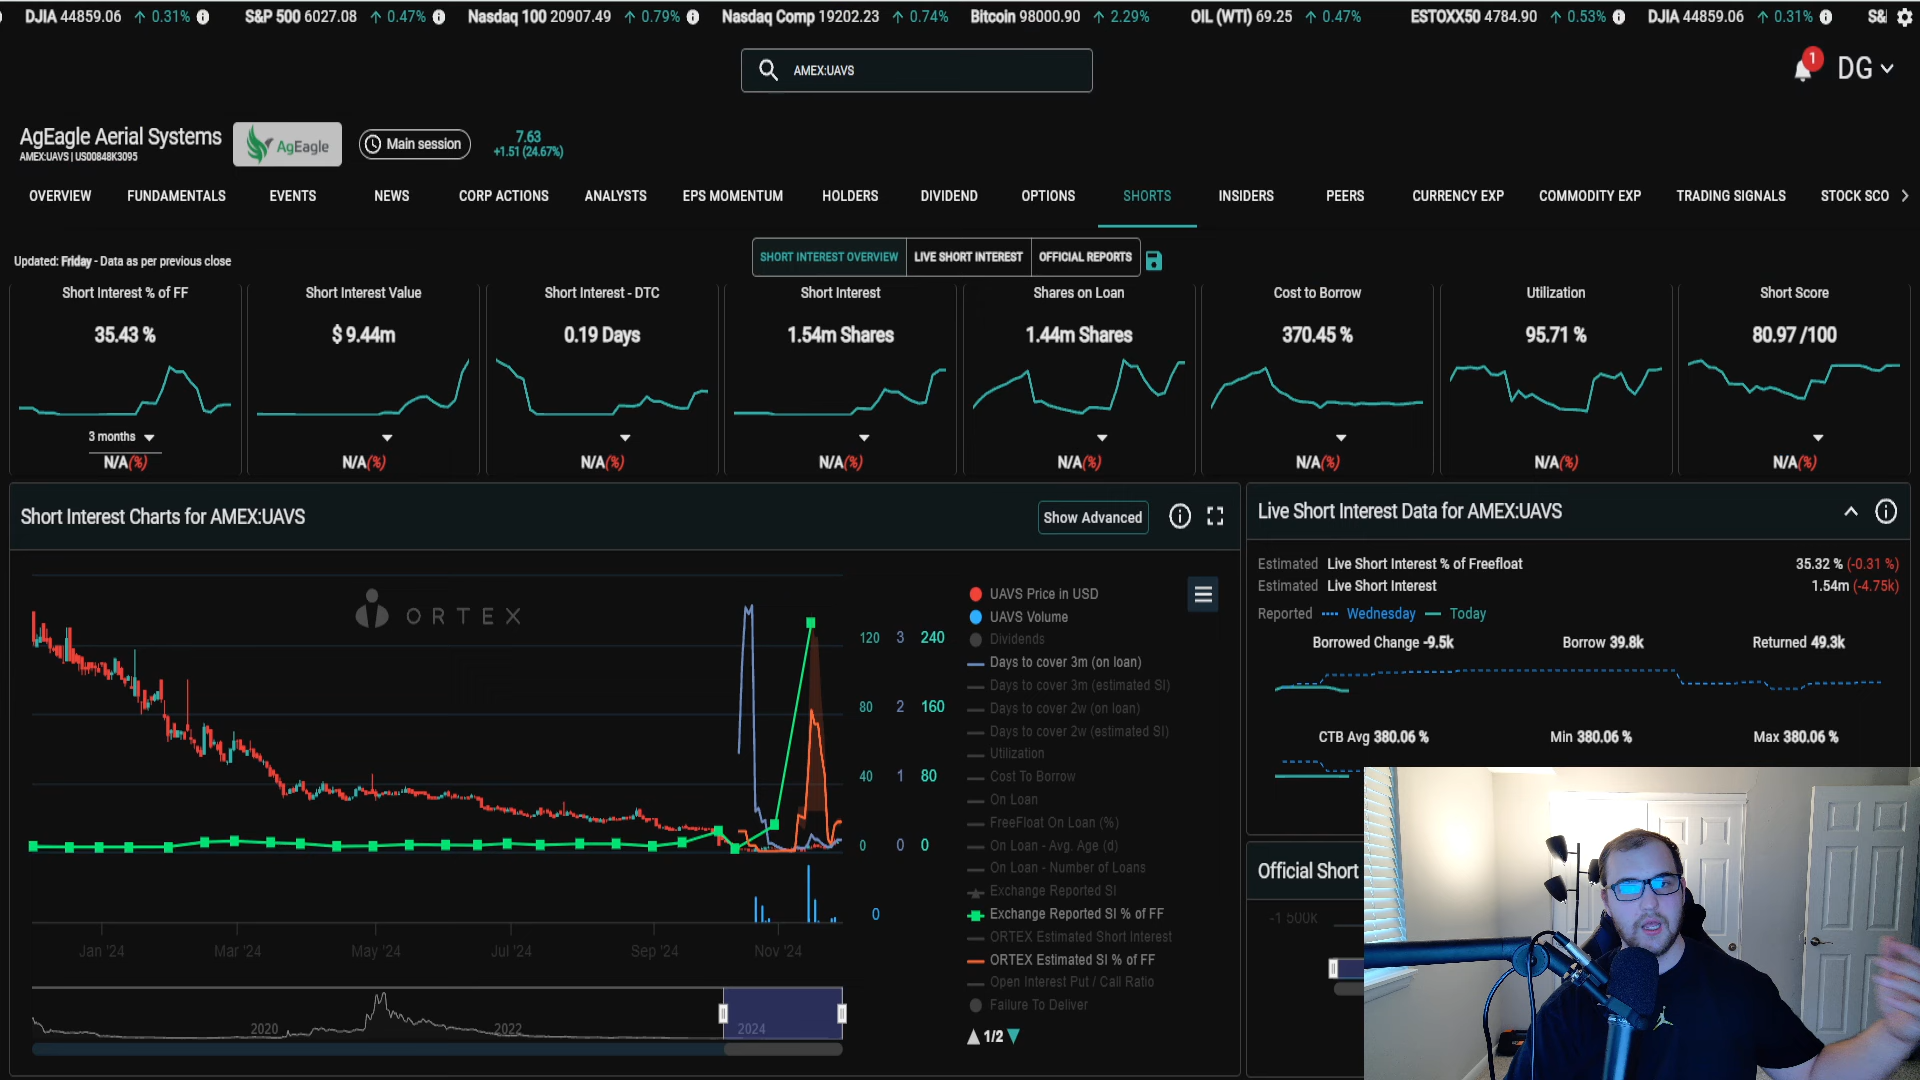 DJIA 44859.06 ↑ 0.31% S&P 500 6027.08 ↑ 0.47% Nasdaq 100 20907.49 ↑ 0.79% Nasdaq Comp 19202.23 ↑ 0.74% Bitcoin 98000.90 ↑ 2.29% OIL (WTI) 69.25 ↑ 0.47% ESTOXX50 4784.90 ↑ 0.53% DJIA 44859.06 ↑ 0.31% S&
AMEX:UAVS
1
DG
AgEagle Aerial Systems
AMEX:UAVS | US00848K3095
AgEagle
Main session
7.63
+1.51 (24.67%)
OVERVIEW FUNDAMENTALS EVENTS NEWS CORP ACTIONS ANALYSTS EPS MOMENTUM HOLDERS DIVIDEND OPTIONS SHORTS INSIDERS PEERS CURRENCY EXP COMMODITY EXP TRADING SIGNALS STOCK SCO
SHORT INTEREST OVERVIEW LIVE SHORT INTEREST OFFICIAL REPORTS
Updated: Friday - Data as per previous close
Short Interest % of FF Short Interest Value Short Interest - DTC Short Interest Shares on Loan Cost to Borrow Utilization Short Score
35.43 % $ 9.44m 0.19 Days 1.54m Shares 1.44m Shares 370.45 % 95.71 % 80.97 /100
3 months
N/A(%) N/A(%) N/A(%) N/A(%) N/A(%) N/A(%) N/A(%) N/A(%)
Short Interest Charts for AMEX:UAVS
Show Advanced
ORTEX
120 3 240
80 2 160
40 1 80
0 0 0
0
Jan '24 Mar '24 May '24 Jul '24 Sep '24 Nov '24
2020 2022 2024
UAVS Price in USD
UAVS Volume
Dividends
Days to cover 3m (on loan)
Days to cover 3m (estimated SI)
Days to cover 2w (on loan)
Days to cover 2w (estimated SI)
Utilization
Cost To Borrow
On Loan
FreeFloat On Loan (%)
On Loan - Avg. Age (d)
On Loan - Number of Loans
Exchange Reported SI
Exchange Reported SI % of FF
ORTEX Estimated Short Interest
ORTEX Estimated SI % of FF
Open Interest Put / Call Ratio
Failure To Deliver
1/2
Live Short Interest Data for AMEX:UAVS
Estimated Live Short Interest % of Freefloat 35.32 % (-0.31 %)
Estimated Live Short Interest 1.54m (-4.75k)
Reported Wednesday Today
Borrowed Change -9.5k Borrow 39.8k Returned 49.3k
CTB Avg 380.06 % Min 380.06 % Max 380.06 %
Official Short
-1 500k